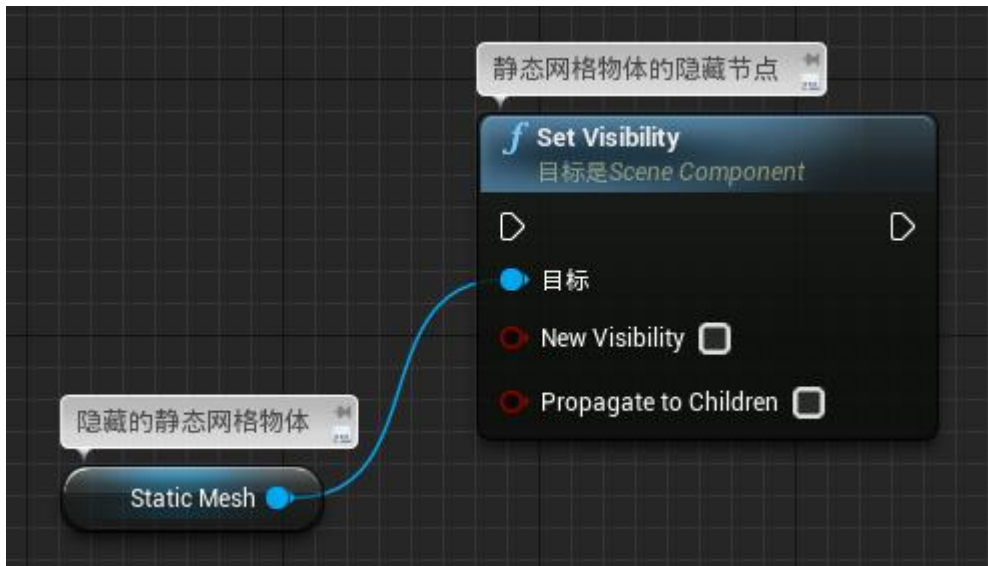 静态网格物体的隐藏节点
f Set Visibility
目标是Scene Component
目标
New Visibility
Propagate to Children
隐藏的静态网格物体
Static Mesh